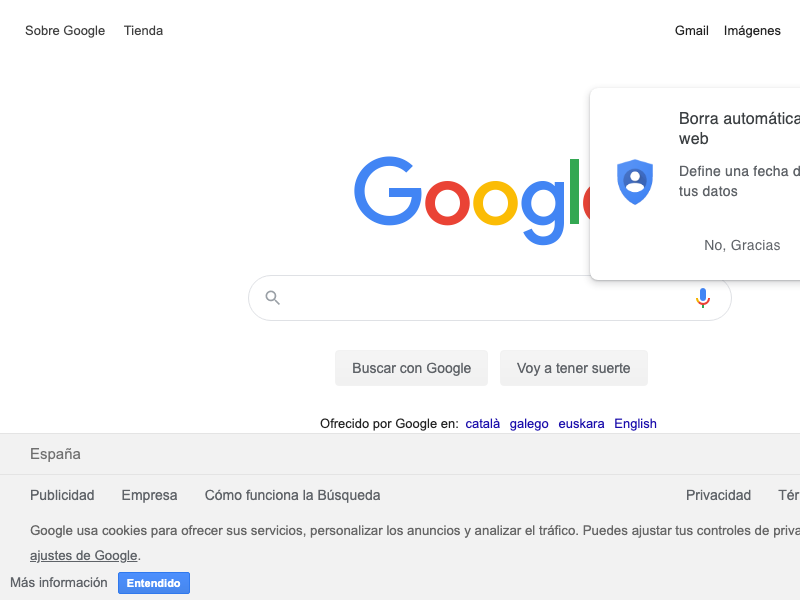 Sobre Google Tienda Gmail Imágenes
Borra automática
web
Define una fecha d
tus datos
No, Gracias
Google
Buscar con Google Voy a tener suerte
Ofrecido por Google en: català galego euskara English
España
Publicidad Empresa Cómo funciona la Búsqueda Privacidad Tér
Google usa cookies para ofrecer sus servicios, personalizar los anuncios y analizar el tráfico. Puedes ajustar tus controles de priva
ajustes de Google.
Más información Entendido